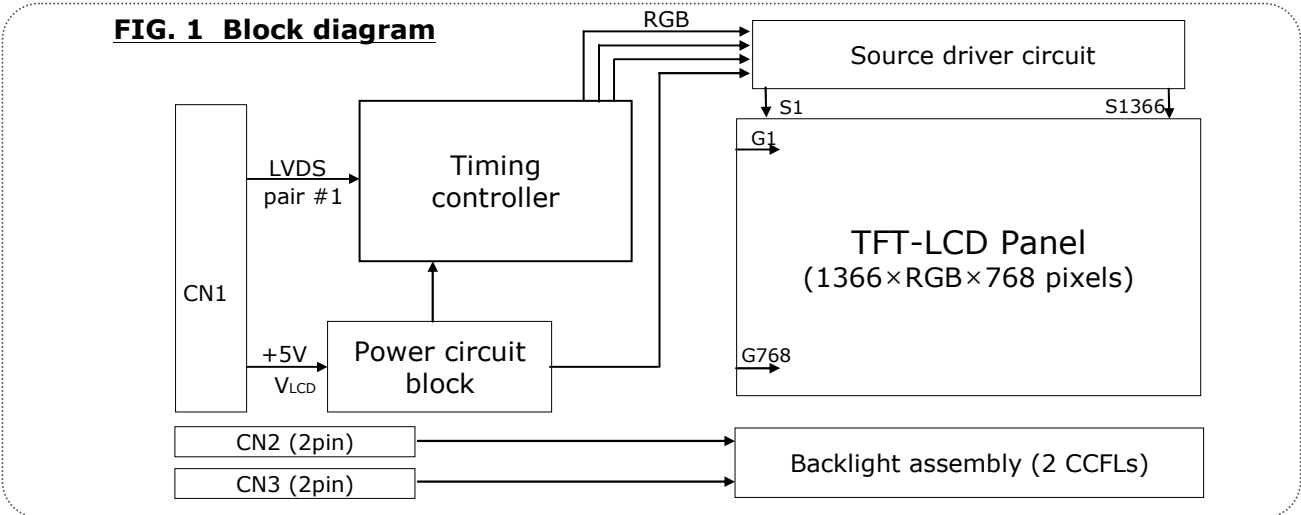 FIG. 1 Block diagram
RGB
Source driver circuit
S1
S1366
CN1
LVDS
pair #1
Timing
controller
G1
TFT-LCD Panel
(1366×RGB×768 pixels)
+5V
VLCD
Power circuit
block
G768
CN2 (2pin)
CN3 (2pin)
Backlight assembly (2 CCFLs)